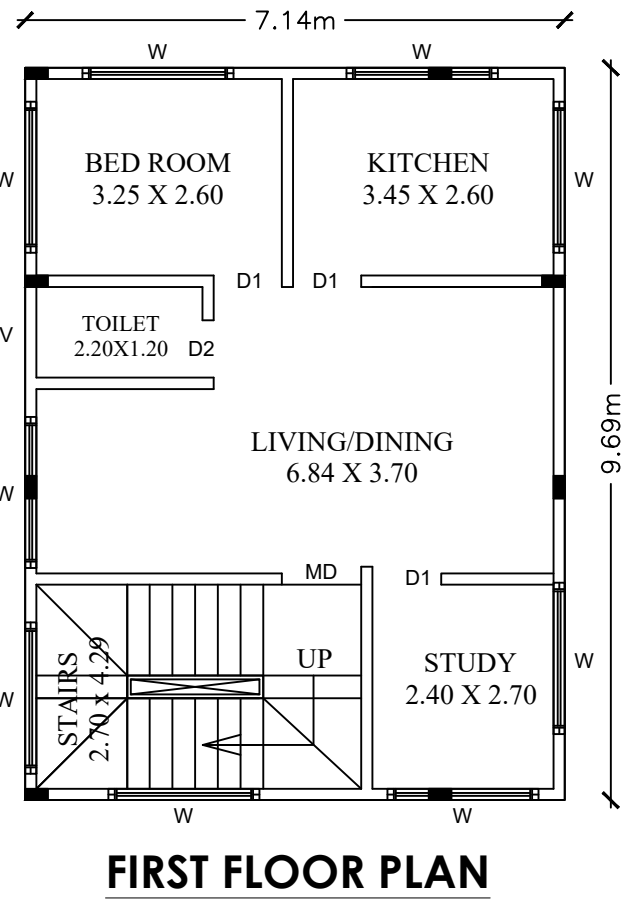 7.14m
W
W
BED ROOM
3.25 X 2.60
KITCHEN
3.45 X 2.60
W
W
D1
D1
TOILET
2.20X1.20
D2
V
9.69m
LIVING/DINING
6.84 X 3.70
W
MD
D1
UP
STAIRS
2.70 x 4.29
STUDY
2.40 X 2.70
W
W
W
W
FIRST FLOOR PLAN